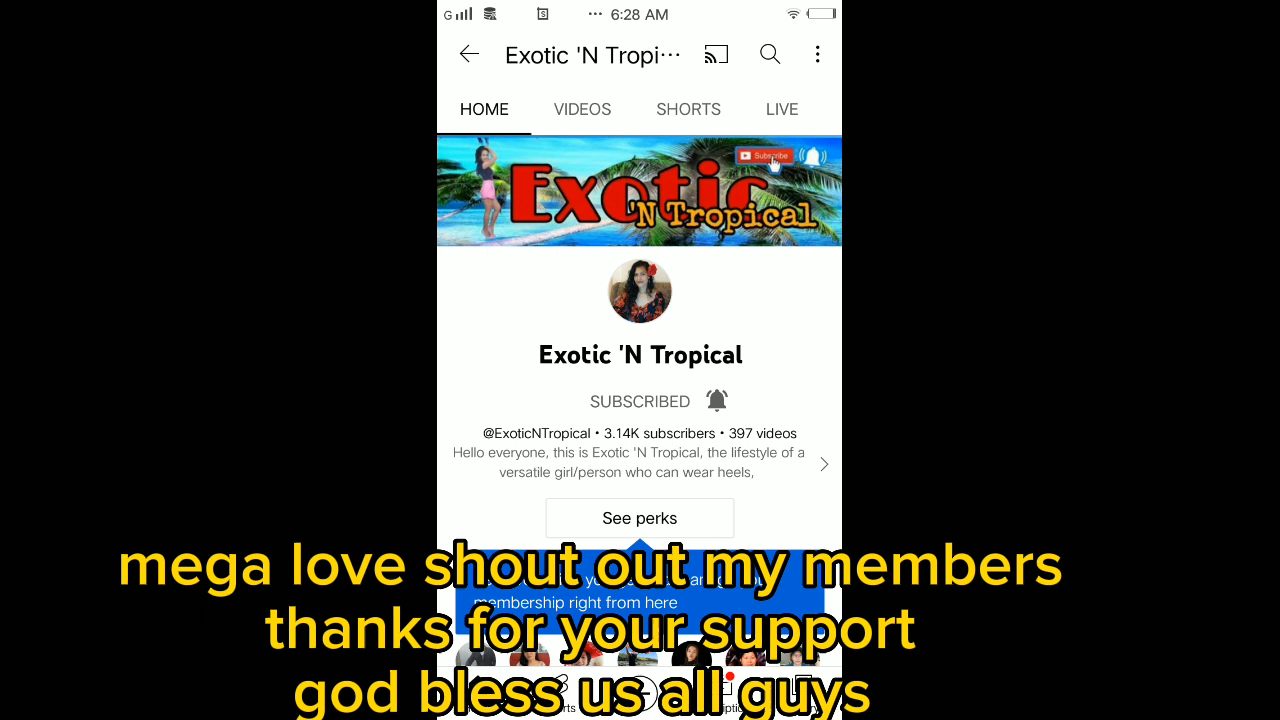 G 6:28 AM
Exotic 'N Tropi...
HOME VIDEOS SHORTS LIVE
Subscribe
Exotic
'N Tropical
Exotic 'N Tropical
SUBSCRIBED
@ExoticNTropical • 3.14K subscribers • 397 videos
Hello everyone, this is Exotic 'N Tropical, the lifestyle of a
versatile girl/person who can wear heels,
See perks
membership right from here
mega love shout out my members
thanks for your support
god bless us all guys